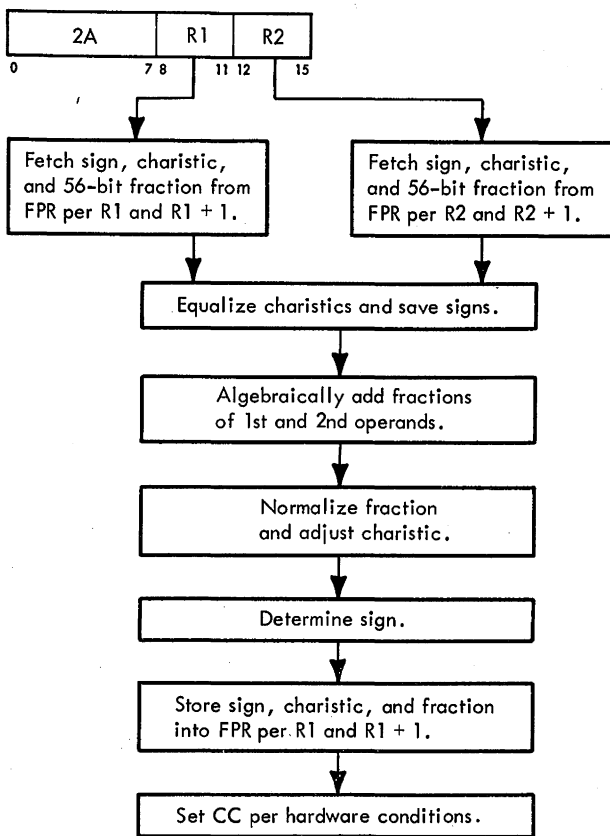 2A R1 R2
0 7 8 11 12 15
Fetch sign, charistic,
and 56-bit fraction from
FPR per R1 and R1 + 1.
Fetch sign, charistic,
and 56-bit fraction from
FPR per R2 and R2 + 1.
Equalize charistics and save signs.
Algebraically add fractions
of 1st and 2nd operands.
Normalize fraction
and adjust charistic.
Determine sign.
Store sign, charistic, and fraction
into FPR per R1 and R1 + 1.
Set CC per hardware conditions.